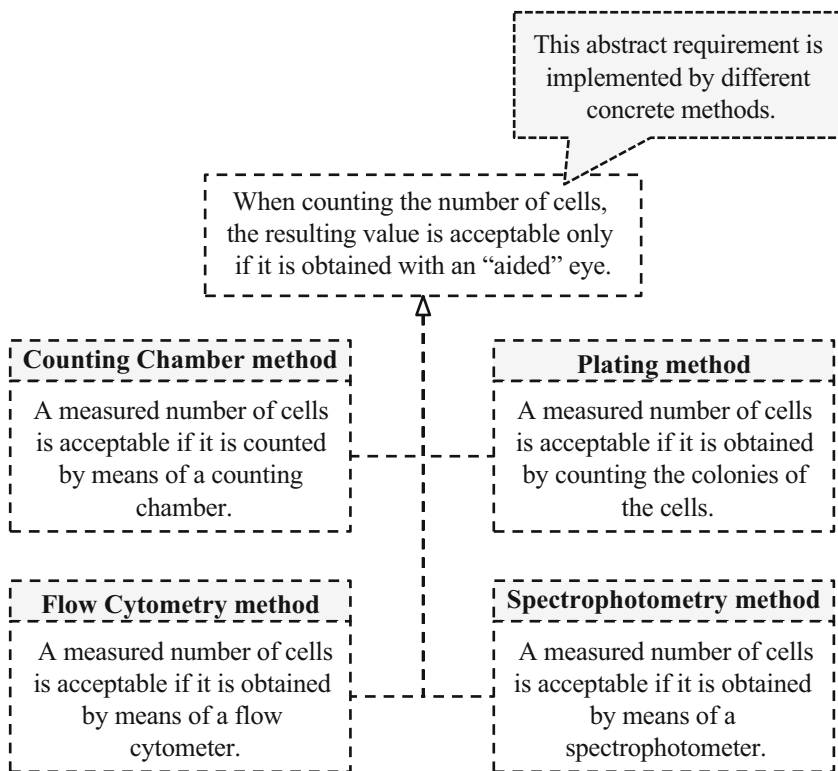 This abstract requirement is
implemented by different
concrete methods.
When counting the number of cells,
the resulting value is acceptable only
if it is obtained with an “aided” eye.
Counting Chamber method
A measured number of cells
is acceptable if it is counted
by means of a counting
chamber.
Plating method
A measured number of cells
is acceptable if it is obtained
by counting the colonies of
the cells.
Flow Cytometry method
A measured number of cells
is acceptable if it is obtained
by means of a flow
cytometer.
Spectrophotometry method
A measured number of cells
is acceptable if it is obtained
by means of a
spectrophotometer.